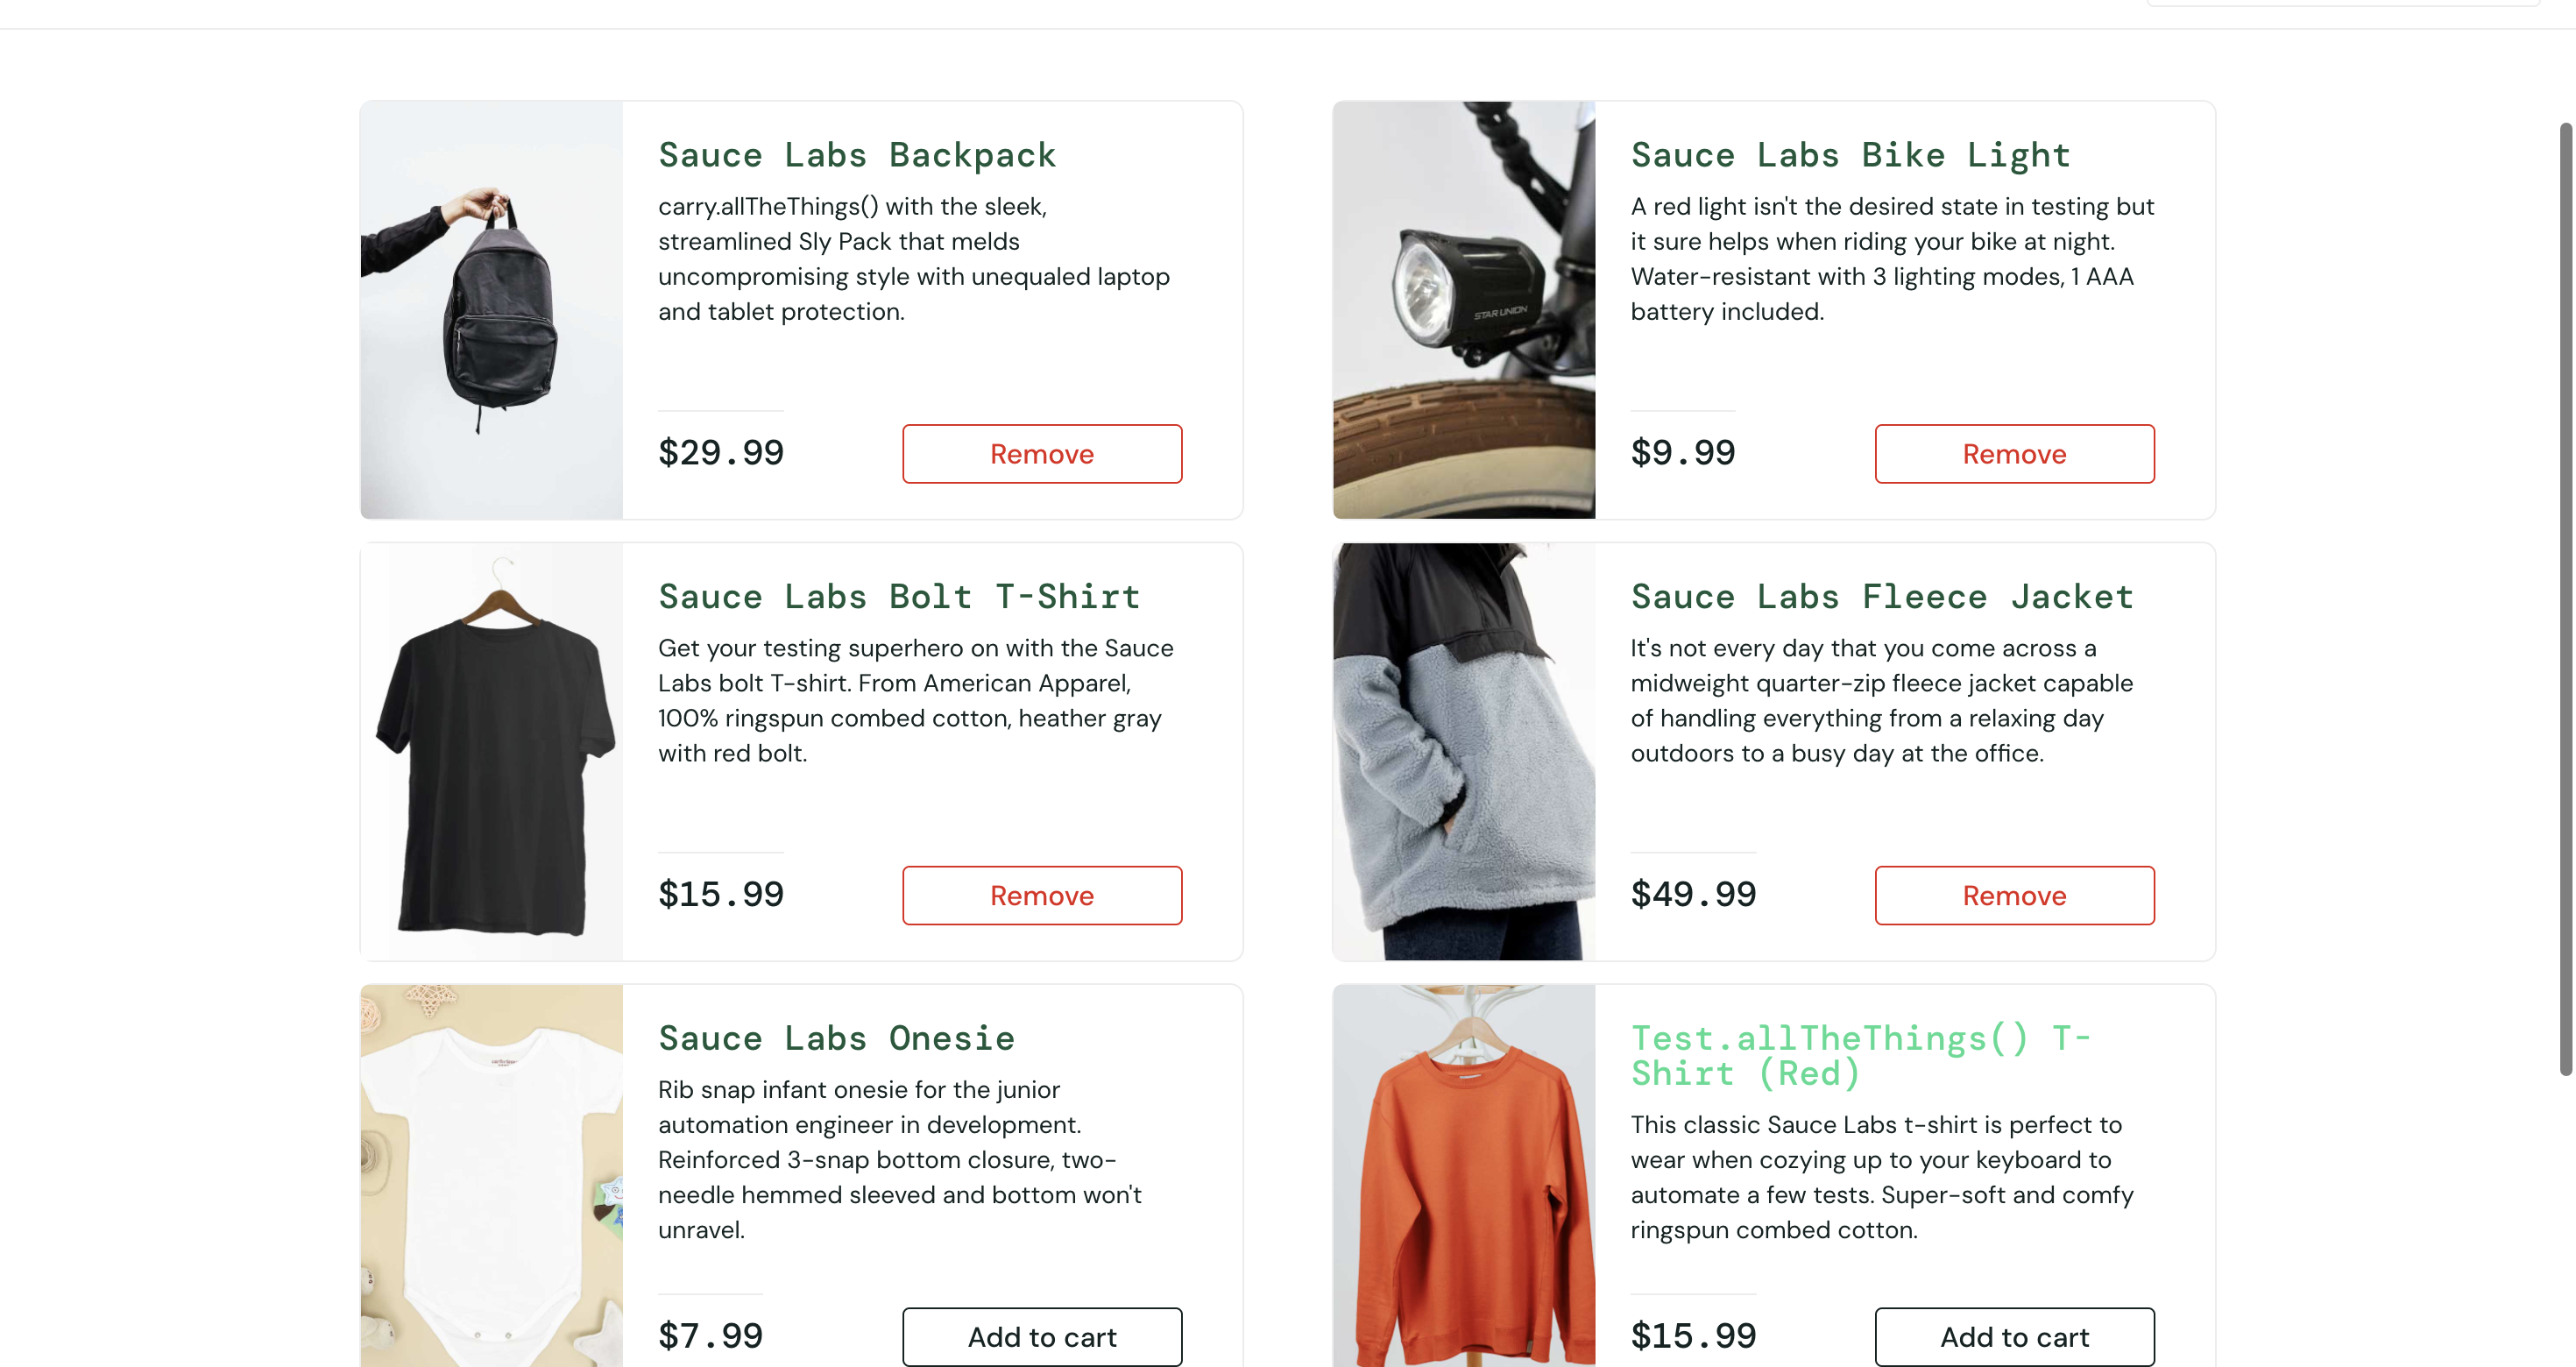 Sauce Labs Backpack
carry.allTheThings() with the sleek,
streamlined Sly Pack that melds
uncompromising style with unequaled laptop
and tablet protection.
$29.99
Remove
Sauce Labs Bike Light
A red light isn't the desired state in testing but
it sure helps when riding your bike at night.
Water-resistant with 3 lighting modes, 1 AAA
battery included.
STAR UNION
$9.99
Remove
Sauce Labs Bolt T-Shirt
Get your testing superhero on with the Sauce
Labs bolt T-shirt. From American Apparel,
100% ringspun combed cotton, heather gray
with red bolt.
$15.99
Remove
Sauce Labs Fleece Jacket
It's not every day that you come across a
midweight quarter-zip fleece jacket capable
of handling everything from a relaxing day
outdoors to a busy day at the office.
$49.99
Remove
Sauce Labs Onesie
Rib snap infant onesie for the junior
automation engineer in development.
Reinforced 3-snap bottom closure, two-
needle hemmed sleeved and bottom won't
unravel.
$7.99
Add to cart
Test.allTheThings() T-
Shirt (Red)
This classic Sauce Labs t-shirt is perfect to
wear when cozying up to your keyboard to
automate a few tests. Super-soft and comfy
ringspun combed cotton.
$15.99
Add to cart